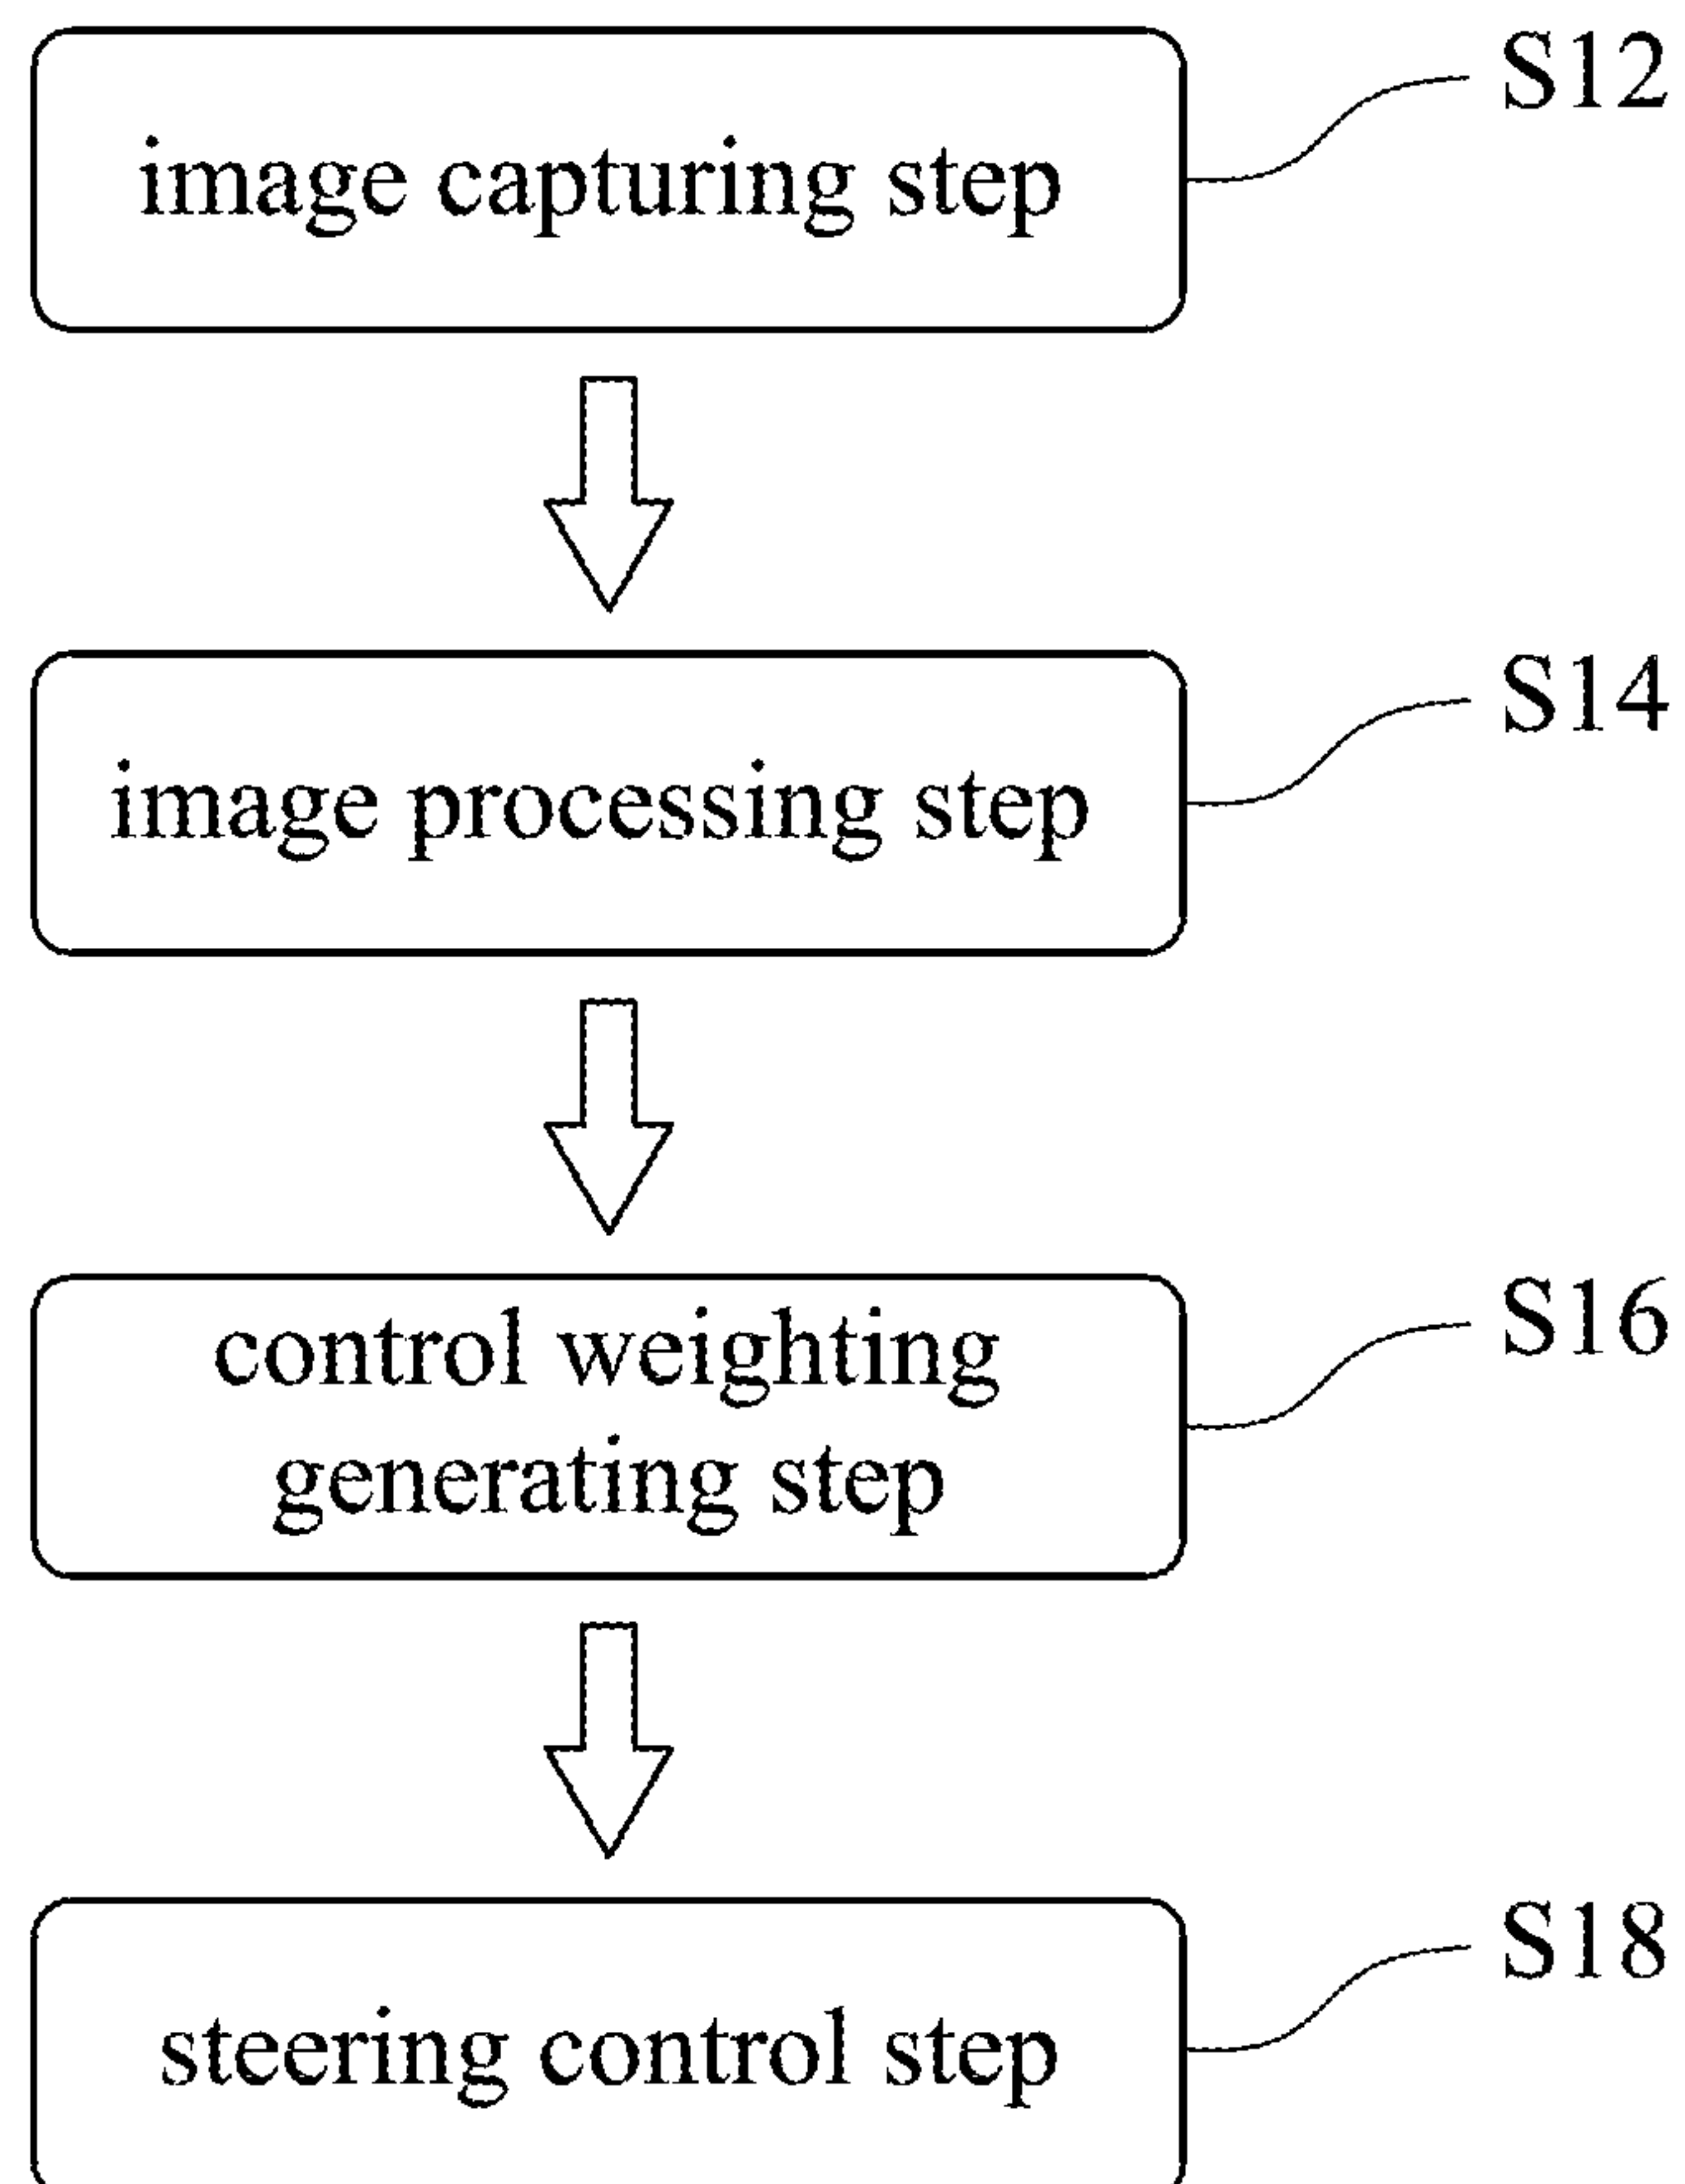 image capturing step
S12
image processing step
S14
control weighting
generating step
S16
steering control step
S18